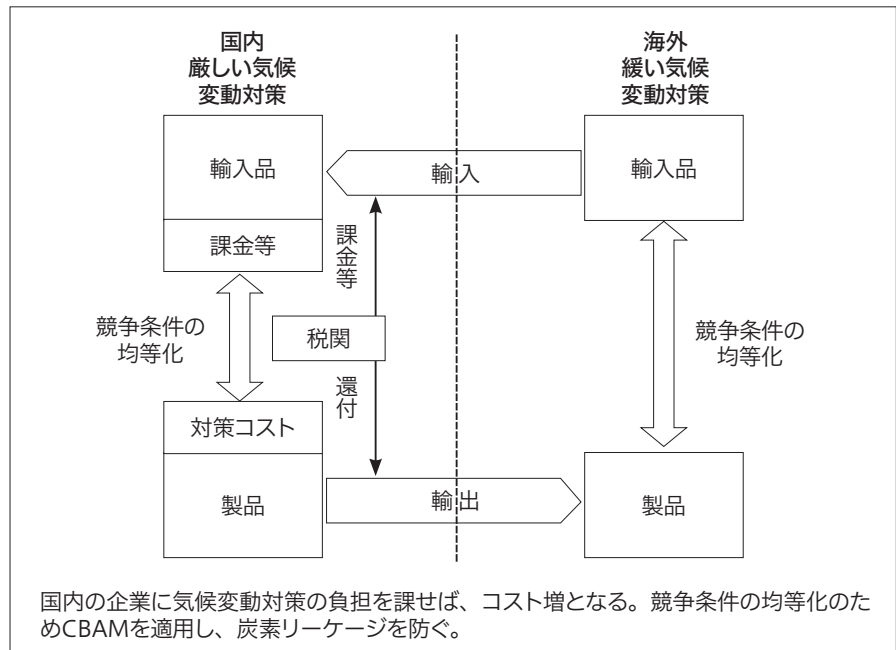 国内
厳しい気候
変動対策
海外
緩い気候
変動対策
輸入品
輸入
輸入品
課金等
課金等
競争条件の
均等化
税関
競争条件の
均等化
還付
対策コスト
製品
輸出
製品
国内の企業に気候変動対策の負担を課せば、コスト増となる。競争条件の均等化のた
めCBAMを適用し、炭素リーケージを防ぐ。